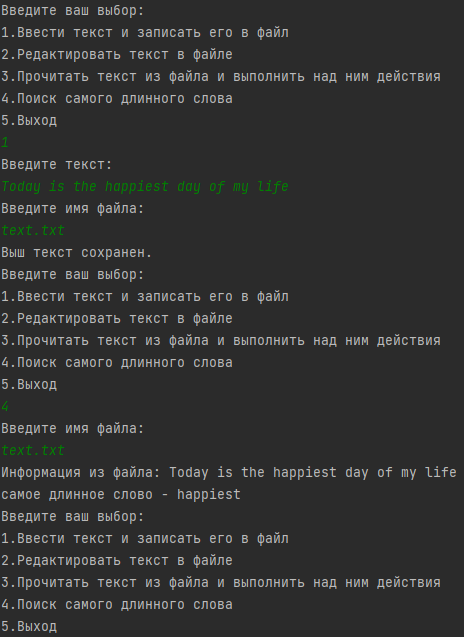 Введите ваш выбор:
1.Ввести текст и записать его в файл
2.Редактировать текст в файле
3.Прочитать текст из файла и выполнить над ним действия
4.Поиск самого длинного слова
5.Выход
1
Введите текст:
Today is the happiest day of my life
Введите имя файла:
text.txt
Выш текст сохранен.
Введите ваш выбор:
1.Ввести текст и записать его в файл
2.Редактировать текст в файле
3.Прочитать текст из файла и выполнить над ним действия
4.Поиск самого длинного слова
5.Выход
4
Введите имя файла:
text.txt
Информация из файла: Today is the happiest day of my life
самое длинное слово - happiest
Введите ваш выбор:
1.Ввести текст и записать его в файл
2.Редактировать текст в файле
3.Прочитать текст из файла и выполнить над ним действия
4.Поиск самого длинного слова
5.Выход